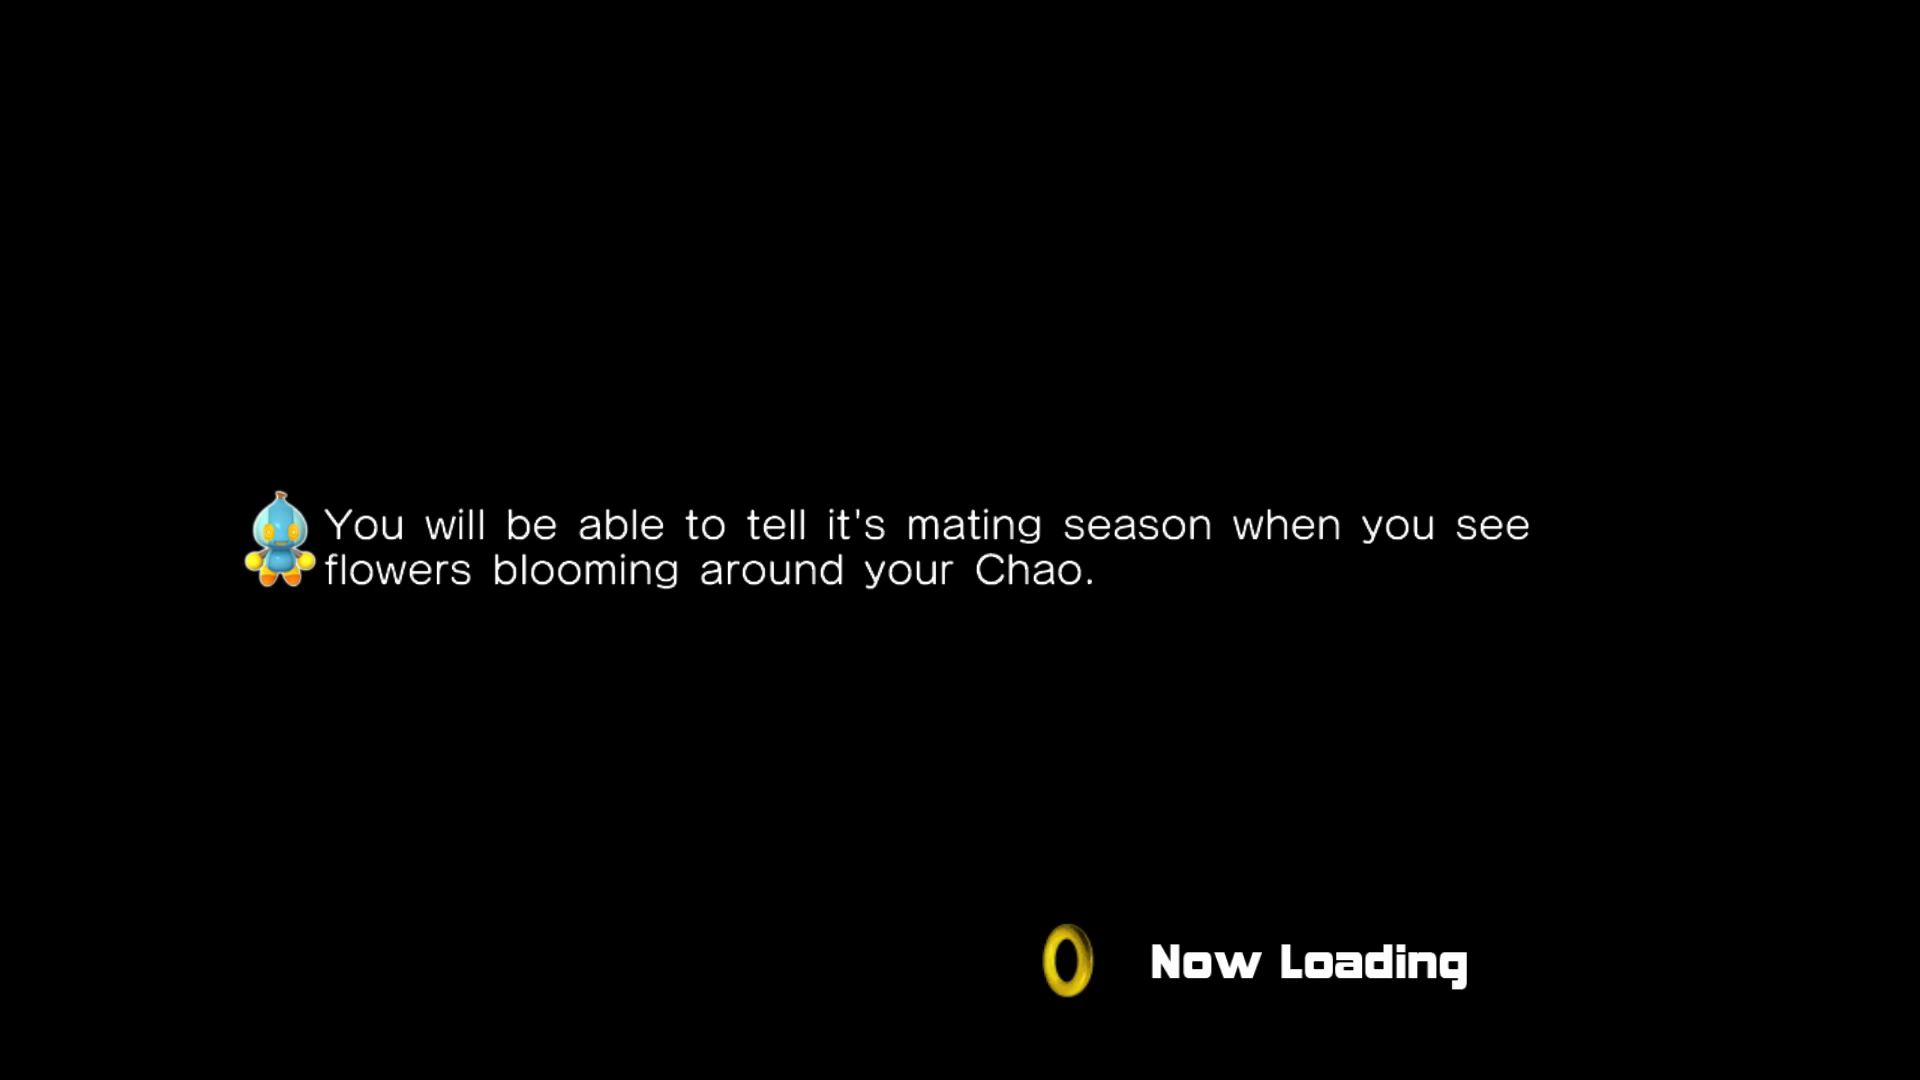 You will be able to tell it's mating season when you see
flowers blooming around your Chao.
Now Loading